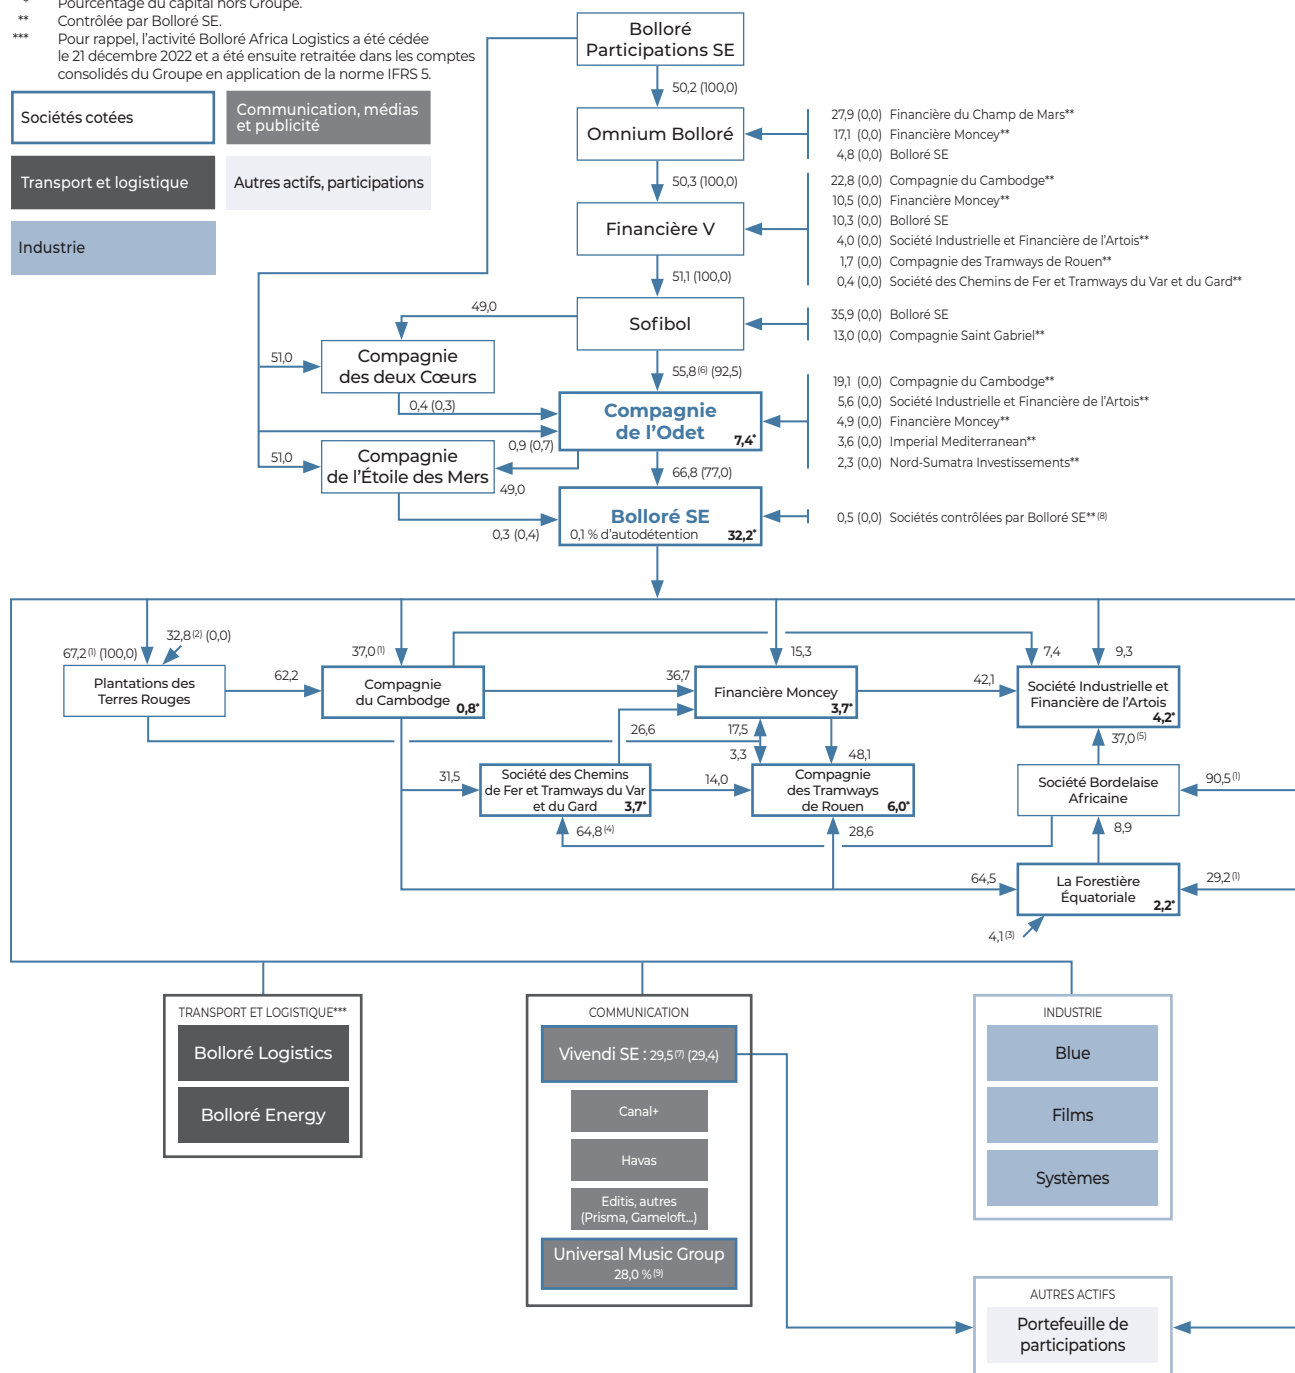 * Pourcentage du capital hors Groupe.
** Contrôlée par Bolloré SE.
*** Pour rappel, l'activité Bolloré Africa Logistics a été cédée
le 21 décembre 2022 et a été ensuite retraitée dans les comptes
consolidés du Groupe en application de la norme IFRS 5.
Sociétés cotées
Communication, médias
et publicité
Transport et logistique
Autres actifs, participations
Industrie
Bolloré
Participations SE
50,2 (100,0)
Omnium Bolloré
27,9 (0,0) Financière du Champ de Mars**
17,1 (0,0) Financière Moncey**
4,8 (0,0) Bolloré SE
50,3 (100,0)
Financière V
22,8 (0,0) Compagnie du Cambodge**
10,5 (0,0) Financière Moncey**
10,3 (0,0) Bolloré SE
4,0 (0,0) Société Industrielle et Financière de l'Artois**
1,7 (0,0) Compagnie des Tramways de Rouen**
0,4 (0,0) Société des Chemins de Fer et Tramways du Var et du Gard**
51,1 (100,0)
49,0
Sofibol
35,9 (0,0) Bolloré SE
13,0 (0,0) Compagnie Saint Gabriel**
51,0
Compagnie
des deux Cœurs
55,8(6) (92,5)
0,4 (0,3)
Compagnie
de l'Odet
7,4*
19,1 (0,0) Compagnie du Cambodge**
5,6 (0,0) Société Industrielle et Financière de l'Artois**
4,9 (0,0) Financière Moncey**
3,6 (0,0) Imperial Mediterranean**
2,3 (0,0) Nord-Sumatra Investissements**
0,9 (0,7)
51,0
Compagnie
de l'Étoile des Mers
49,0
66,8 (77,0)
0,3 (0,4)
Bolloré SE
0,1 % d'autodétention 32,2*
0,5 (0,0) Sociétés contrôlées par Bolloré SE**(8)
67,2(1) (100,0)
32,8(2) (0,0)
37,0(1)
15,3
7,4
9,3
Plantations des
Terres Rouges
62,2
Compagnie
du Cambodge 0,8*
36,7
Financière Moncey
3,7*
42,1
Société Industrielle et
Financière de l'Artois
4,2*
26,6
17,5
3,3
48,1
37,0(5)
31,5
Société des Chemins
de Fer et Tramways du Var
et du Gard 3,7*
14,0
Compagnie
des Tramways
de Rouen 6,0*
Société Bordelaise
Africaine
90,5(1)
64,8(4)
28,6
8,9
64,5
La Forestière
Équatoriale
2,2*
29,2(1)
4,1(3)
TRANSPORT ET LOGISTIQUE***
Bolloré Logistics
Bolloré Energy
COMMUNICATION
Vivendi SE : 29,5(7) (29,4)
Canal+
Havas
Editis, autres
(Prisma, Gameloft...)
Universal Music Group
28,0 %(9)
INDUSTRIE
Blue
Films
Systèmes
AUTRES ACTIFS
Portefeuille de
participations